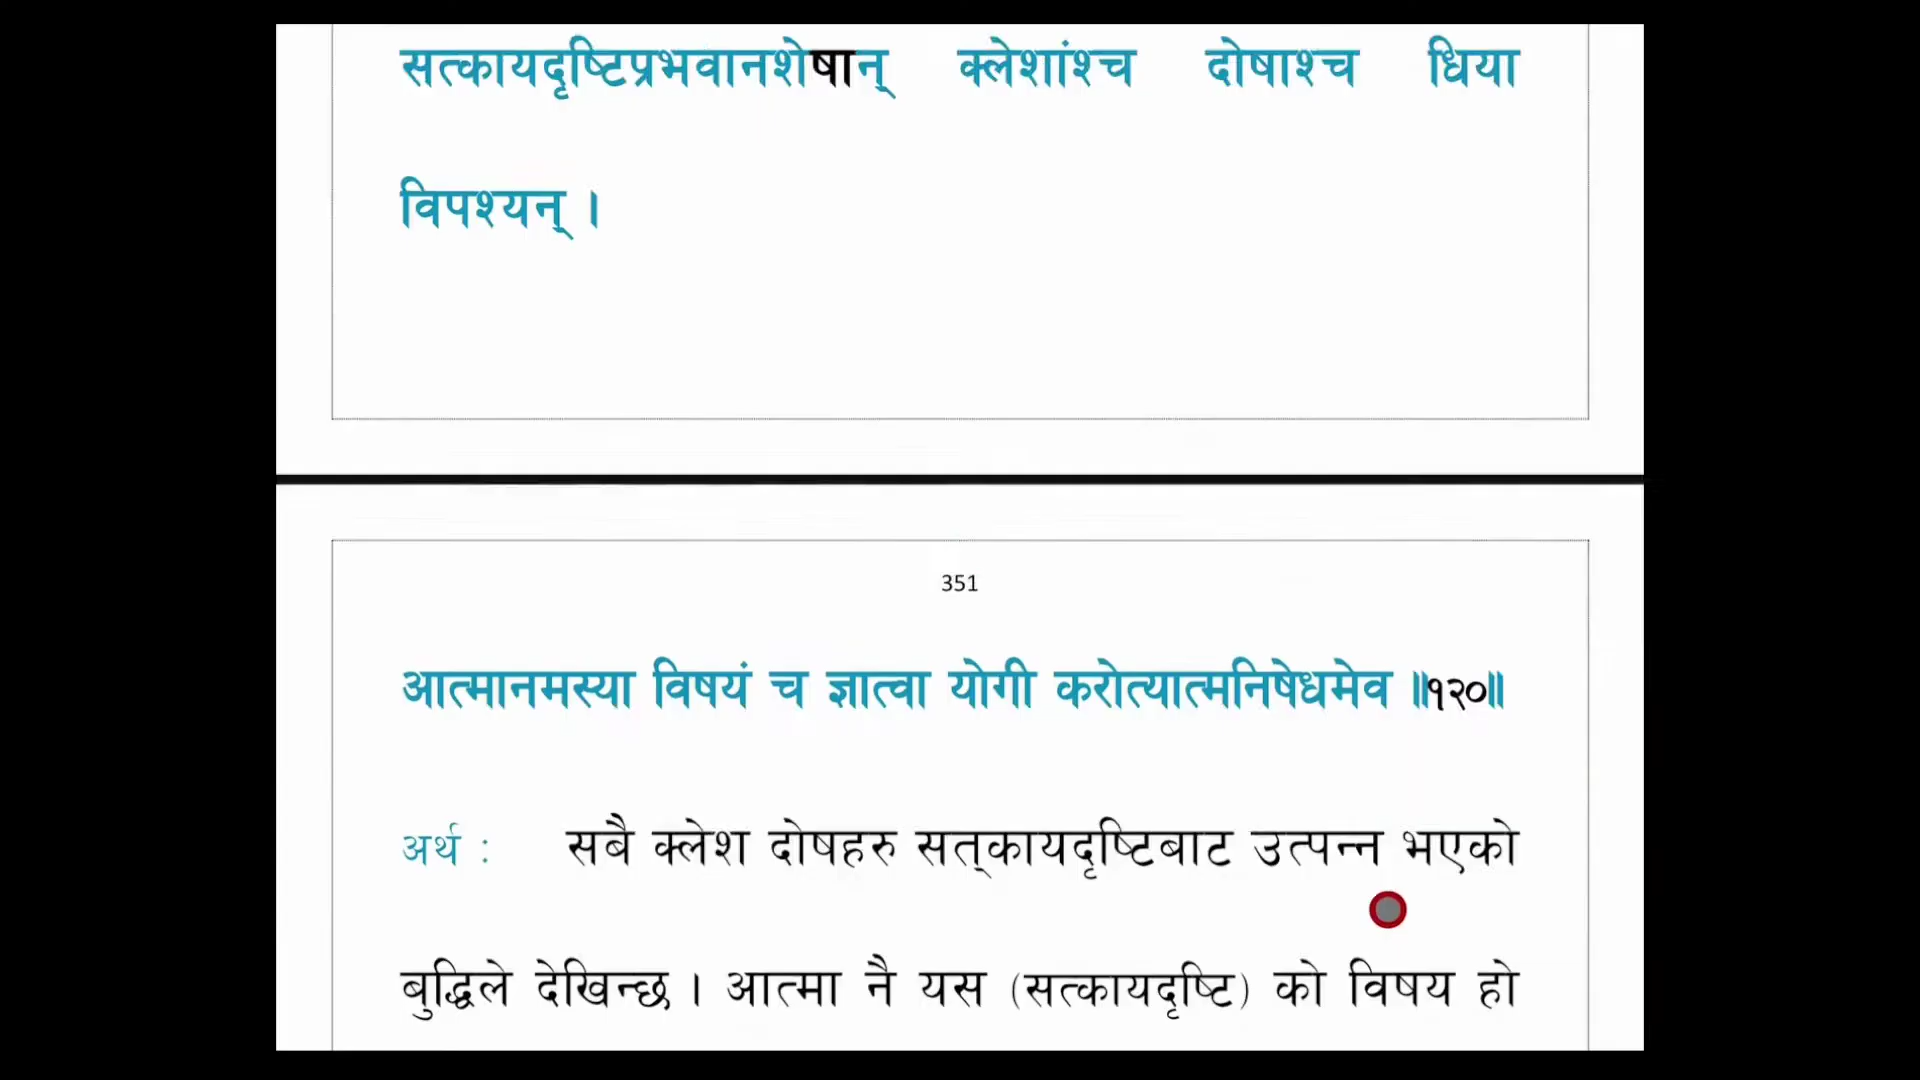 सत्कायदृष्टिप्रभवानशेषान् क्लेशांश्च दोषाश्च धिया
विपश्यन् ।
351
आत्मानमस्या विषयं च ज्ञात्वा योगी करोत्यात्मनिषेधमेव ॥१२०॥
अर्थ : सबै क्लेश दोषहरु सत्‌कायदृष्टिबाट उत्पन्न भएको
बुद्धिले देखिन्छ । आत्मा नै यस (सत्कायदृष्टि) को विषय हो